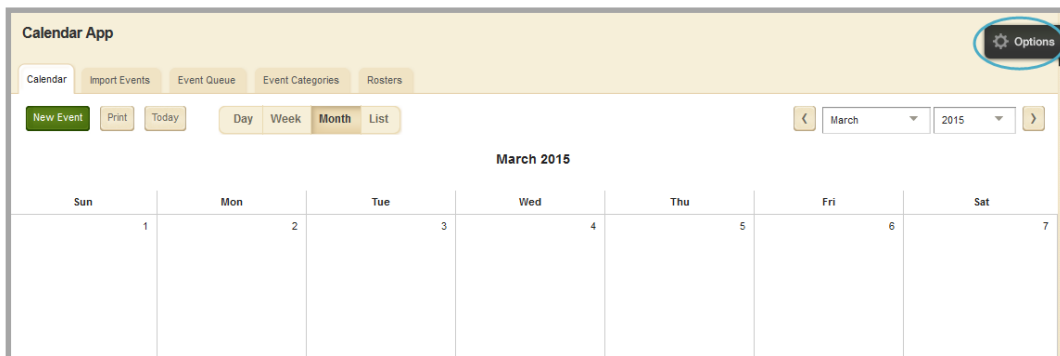 Calendar App
Options
Calendar Import Events Event Queue Event Categories Rosters
New Event Print Today Day Week Month List March 2015
March 2015
Sun Mon Tue Wed Thu Fri Sat
1 2 3 4 5 6 7